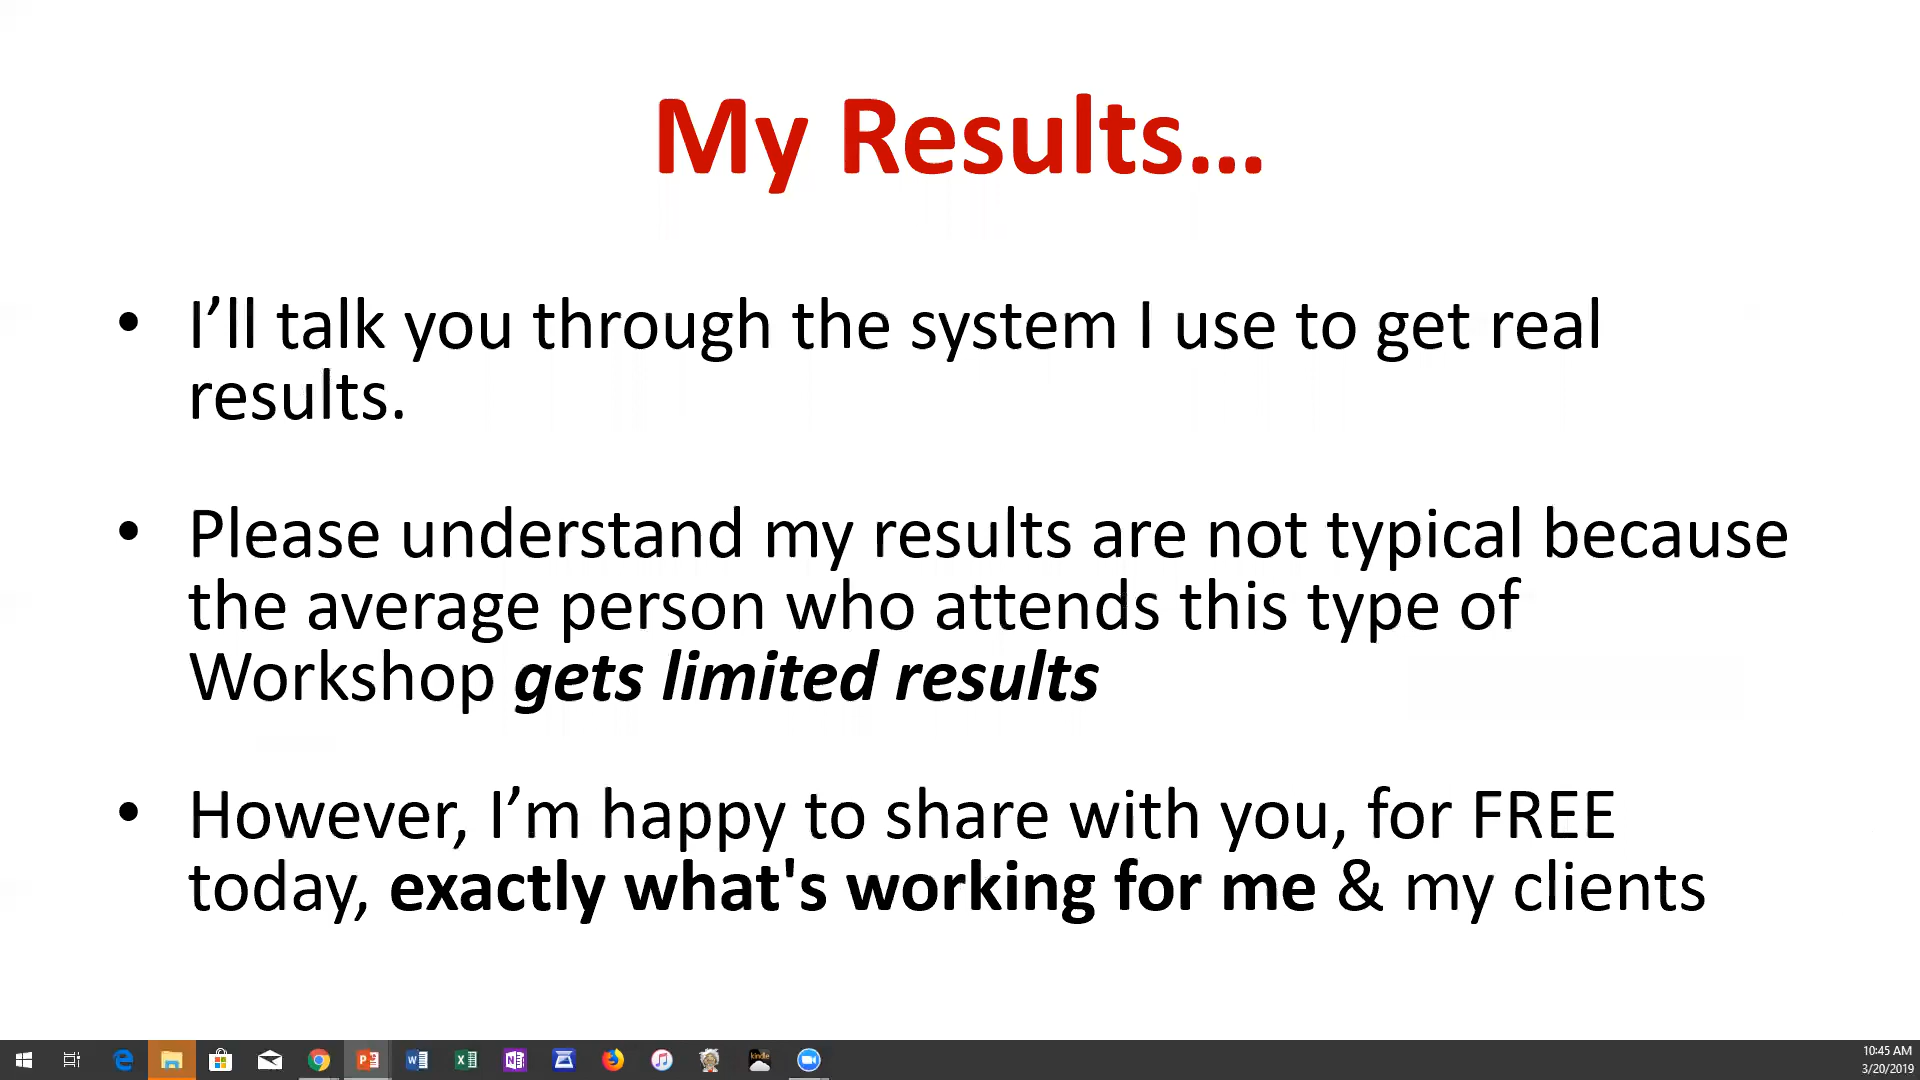 My Results...
• I’ll talk you through the system I use to get real
results.
• Please understand my results are not typical because
the average person who attends this type of
Workshop gets limited results
• However, I’m happy to share with you, for FREE
today, exactly what's working for me & my clients
kindle
10:45 AM
3/20/2019